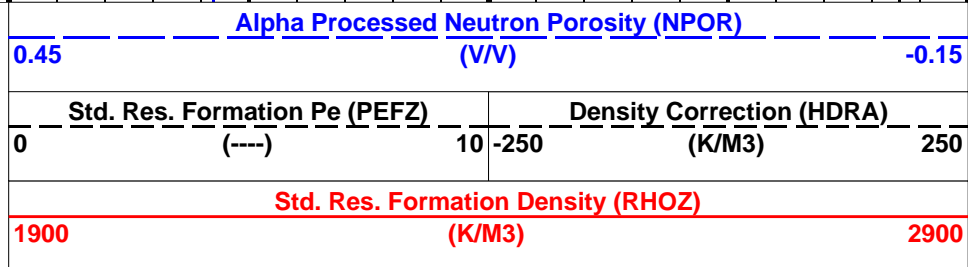 Alpha Processed Neutron Porosity (NPOR)
0.45 (V/V) -0.15
Std. Res. Formation Pe (PEFZ) Density Correction (HDRA)
0 (----) 10 -250 (K/M3) 250
Std. Res. Formation Density (RHOZ)
1900 (K/M3) 2900